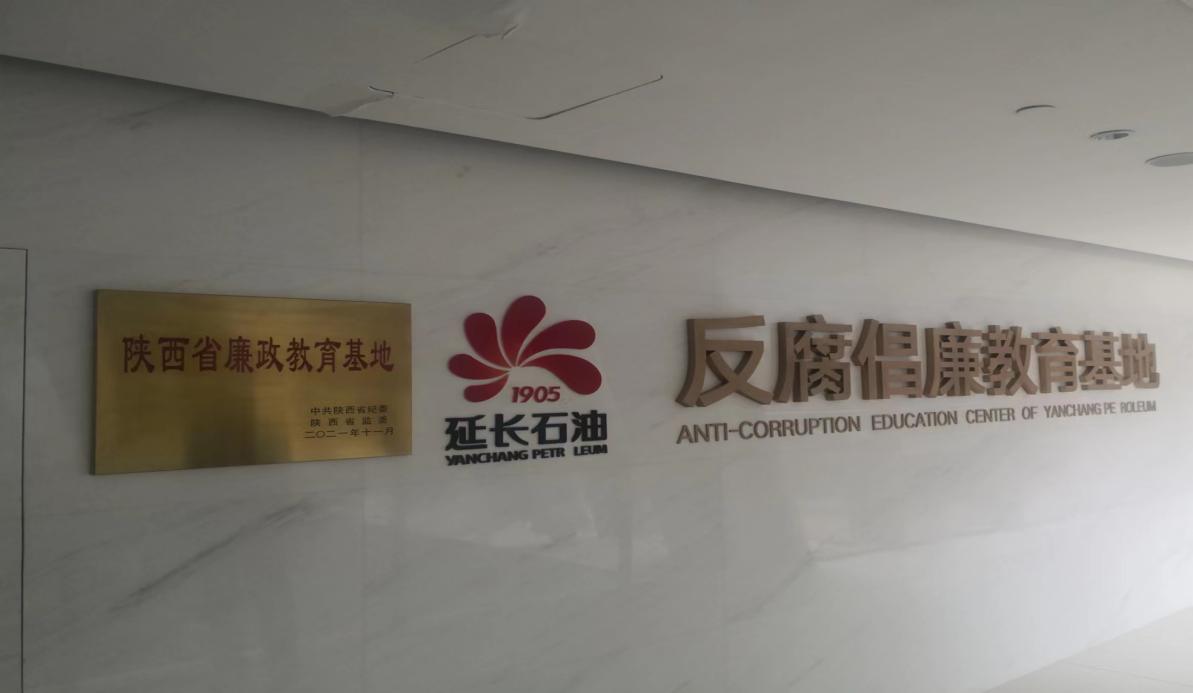 陕西省廉政教育基地
中共陕西省纪委
陕西省监委
二〇二一年十一月
1905
延长石油
YANCHANG PETR LEUM
反腐倡廉教育基地
ANTI-CORRUPTION EDUCATION CENTER OF YANCHANG PE ROLEUM